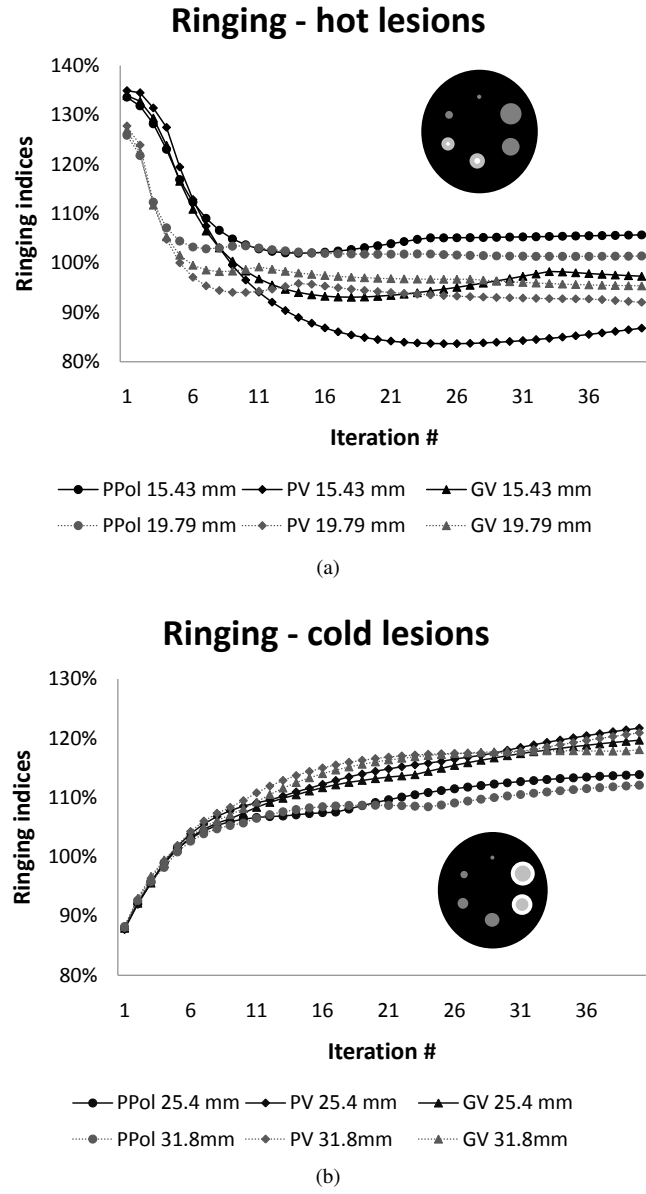 Ringing - hot lesions
140%
130%
120%
110%
100%
90%
80%
Ringing indices
1 6 11 16 21 26 31 36
Iteration #
PPol 15.43 mm PV 15.43 mm GV 15.43 mm
PPol 19.79 mm PV 19.79 mm GV 19.79 mm
(a)
Ringing - cold lesions
130%
120%
110%
100%
90%
80%
Ringing indices
1 6 11 16 21 26 31 36
Iteration #
PPol 25.4 mm PV 25.4 mm GV 25.4 mm
PPol 31.8mm PV 31.8mm GV 31.8mm
(b)